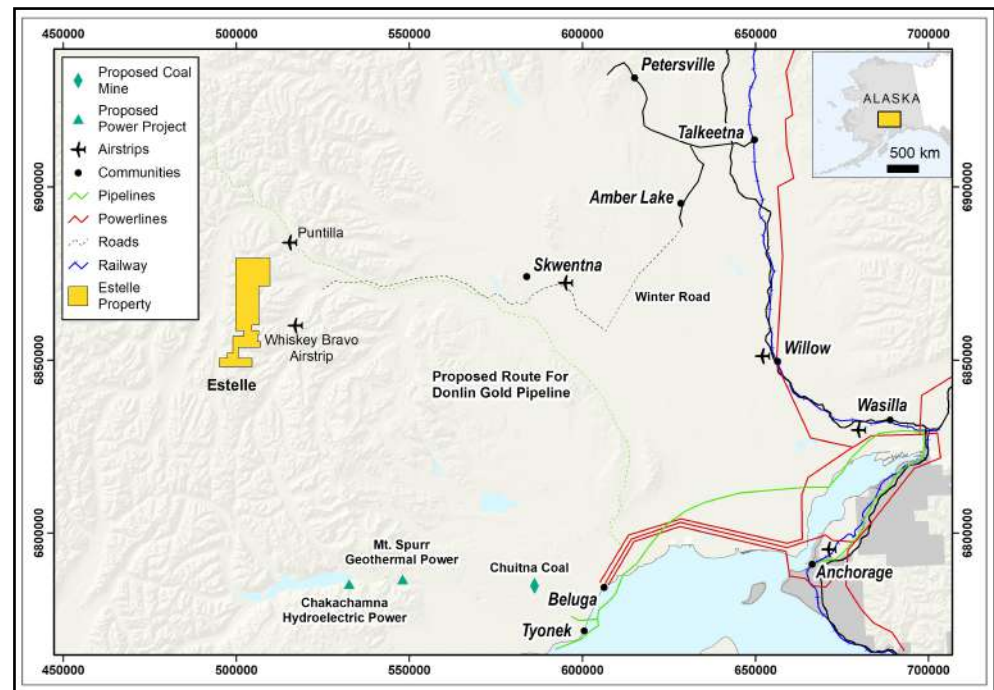 450000
500000
550000
600000
650000
700000
Proposed Coal
Mine
Proposed
Power Project
Airstrips
Communities
Pipelines
Powerlines
Roads
Railway
Estelle
Property
Petersville
Talkeetna
ALASKA
500 km
6900000
6900000
Amber Lake
Puntilla
Skwentna
Winter Road
Whiskey Bravo
Airstrip
Estelle
6850000
6850000
Willow
Proposed Route For
Donlin Gold Pipeline
Wasilla
6800000
6800000
Mt. Spurr
Geothermal Power
Chuitna Coal
Chakachamna
Hydroelectric Power
Beluga
Anchorage
Tyonek
450000
500000
550000
600000
650000
700000